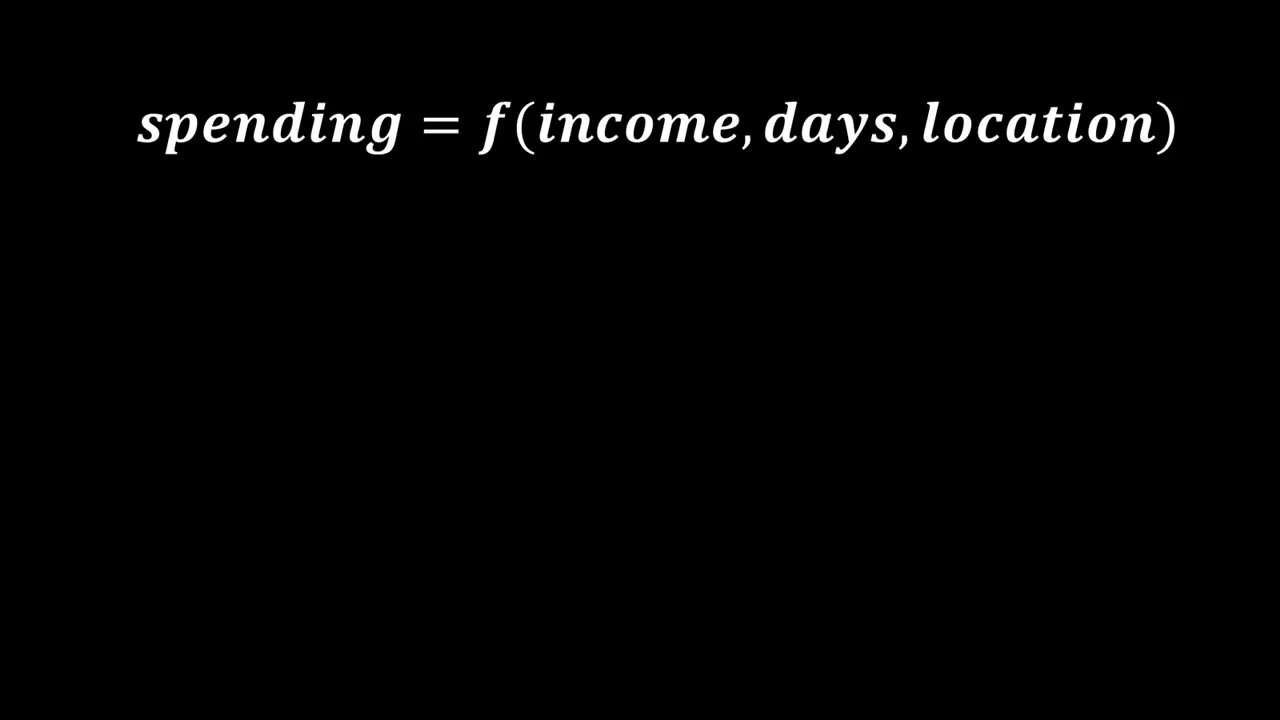 spending = f(income, days, location)